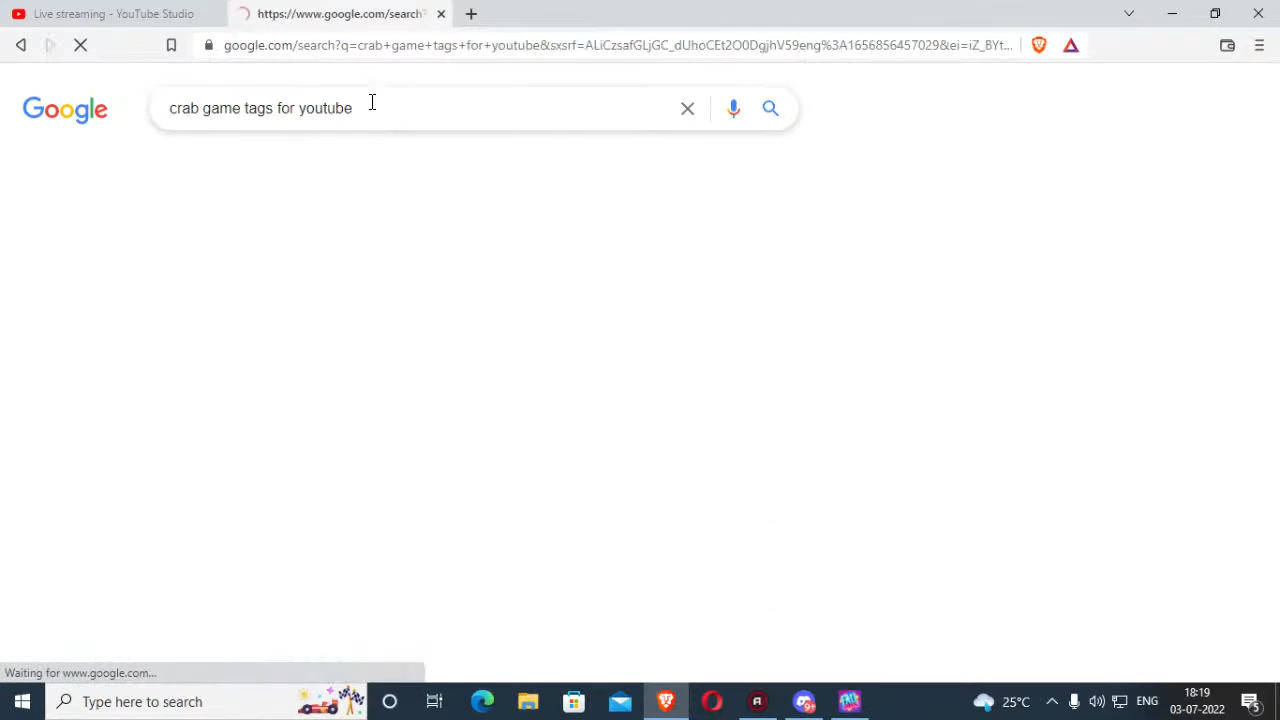 Live streaming - YouTube Studio
https://www.google.com/search?
google.com/search?q=crab+game+tags+for+youtube&sxsrf=ALiCzsafGLjGC_dUhoCEt2O0DgjhV59eng%3A1656856457029&ei=iZ_BYt...
Google
crab game tags for youtube
Waiting for www.google.com...
Type here to search
9+
25°C
ENG
18:19
03-07-2022
5